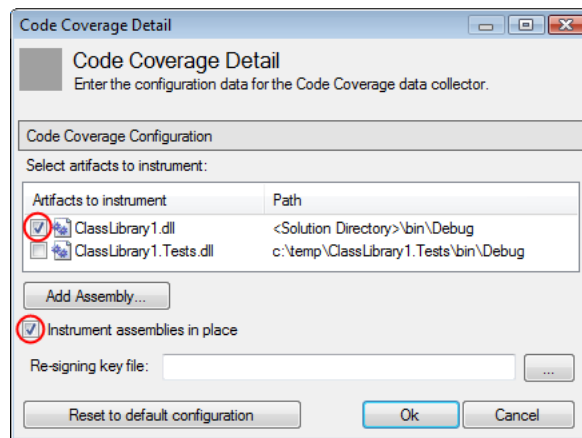 Code Coverage Detail
Code Coverage Detail
Enter the configuration data for the Code Coverage data collector.
Code Coverage Configuration
Select artifacts to instrument:
Artifacts to instrument Path
ClassLibrary1.dll <Solution Directory>\bin\Debug
ClassLibrary1.Tests.dll c:\temp\ClassLibrary1.Tests\bin\Debug
Add Assembly...
Instrument assemblies in place
Re-signing key file: ...
Reset to default configuration Ok Cancel